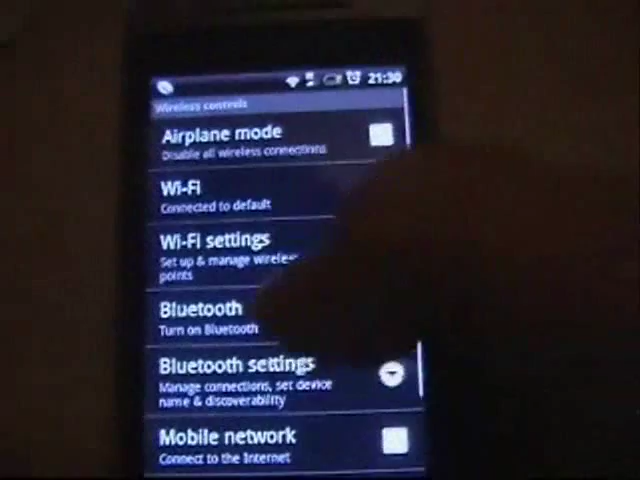 21:30
Wireless controls
Airplane mode
Disable all wireless connections
Wi-Fi
Connected to default
Wi-Fi settings
Set up & manage wireless
points
Bluetooth
Turn on Bluetooth
Bluetooth settings
Manage connections, set device
name & discoverability
Mobile network
Connect to the Internet